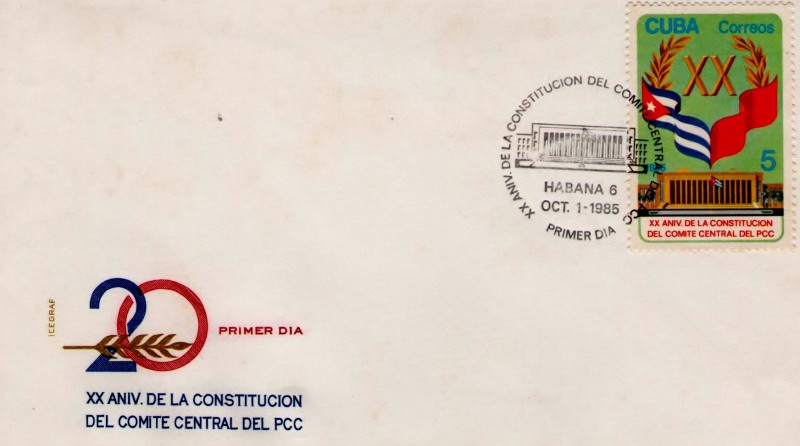 CUBA Correos
XX
5
XX ANIV. DE LA CONSTITUCION
DEL COMITE CENTRAL DEL PCC
XX ANIV. DE LA CONSTITUCION DEL COMITE CENTRAL DEL PCC
HABANA 6
OCT. 1-1985
PRIMER DIA
ICEGRAF
20
PRIMER DIA
XX ANIV. DE LA CONSTITUCION
DEL COMITE CENTRAL DEL PCC